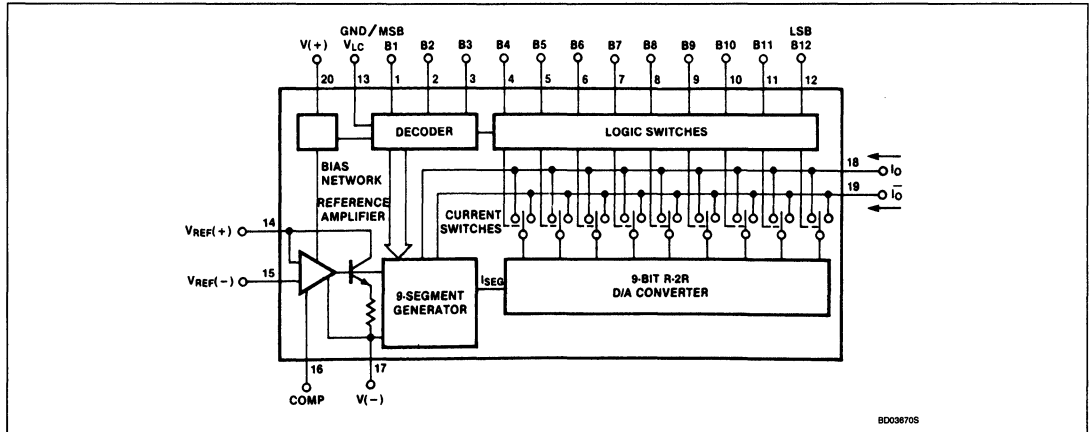 GND/MSB
LSB
V(+) VLC B1 B2 B3 B4 B5 B6 B7 B8 B9 B10 B11 B12
20 13 1 2 3 4 5 6 7 8 9 10 11 12
DECODER
LOGIC SWITCHES
BIAS
NETWORK
18 Io
19 Īo
REFERENCE
AMPLIFIER
CURRENT
SWITCHES
14
VREF(+)
15
VREF(-)
9-SEGMENT
GENERATOR
ISEG
9-BIT R-2R
D/A CONVERTER
16
17
COMP
V(-)
BD03670S